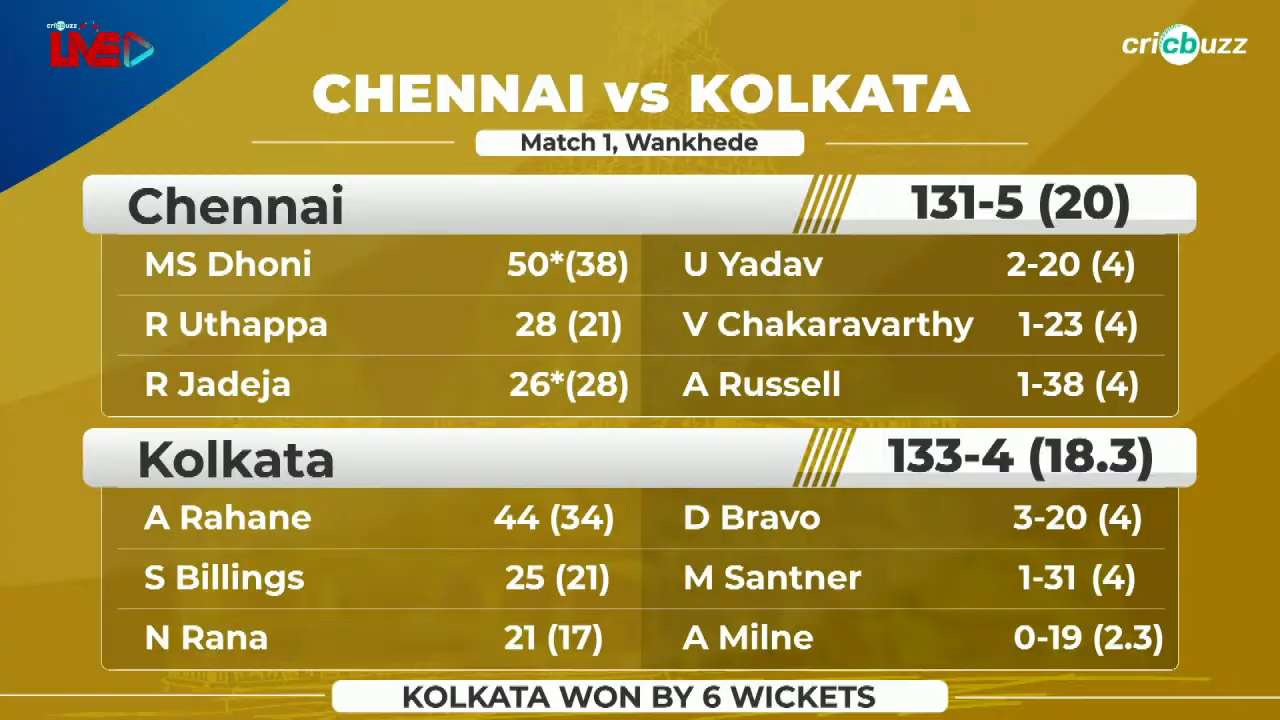 cricbuzz
LIVE
cricbuzz
CHENNAI vs KOLKATA
Match 1, Wankhede
Chennai 131-5 (20)
MS Dhoni 50*(38) U Yadav 2-20 (4)
R Uthappa 28 (21) V Chakaravarthy 1-23 (4)
R Jadeja 26*(28) A Russell 1-38 (4)
Kolkata 133-4 (18.3)
A Rahane 44 (34) D Bravo 3-20 (4)
S Billings 25 (21) M Santner 1-31 (4)
N Rana 21 (17) A Milne 0-19 (2.3)
KOLKATA WON BY 6 WICKETS